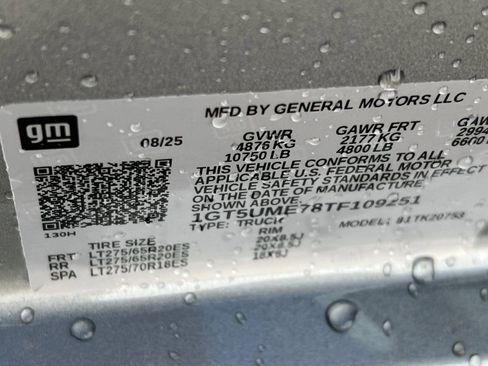 MFD BY GENERAL MOTORS LLC
gm
08/25
GVWR GAWR FRT
4876 KG 2177 KG
10750 LB 4800 LB
THIS VEHICLE CONFORMS TO ALL
APPLICABLE U.S. FEDERAL MOTOR
VEHICLE SAFETY STANDARDS IN EFFECT
ON THE DATE OF MANUFACTURE
1GT5UME78TF109251
TYPE: TRUCK
130H
TIRE SIZE RIM
FRT LT275/65R20ES 20X8.5J
RR LT275/65R20ES 20X8.5J
SPA LT275/70R18ES 18X8J